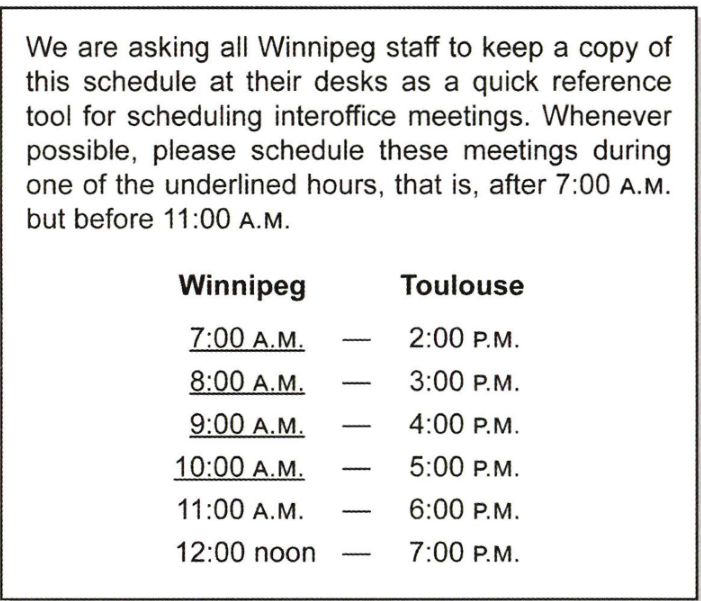 We are asking all Winnipeg staff to keep a copy of
this schedule at their desks as a quick reference
tool for scheduling interoffice meetings. Whenever
possible, please schedule these meetings during
one of the underlined hours, that is, after 7:00 A.M.
but before 11:00 A.M.
Winnipeg Toulouse
7:00 A.M. — 2:00 P.M.
8:00 A.M. — 3:00 P.M.
9:00 A.M. — 4:00 P.M.
10:00 A.M. — 5:00 P.M.
11:00 A.M. — 6:00 P.M.
12:00 noon — 7:00 P.M.